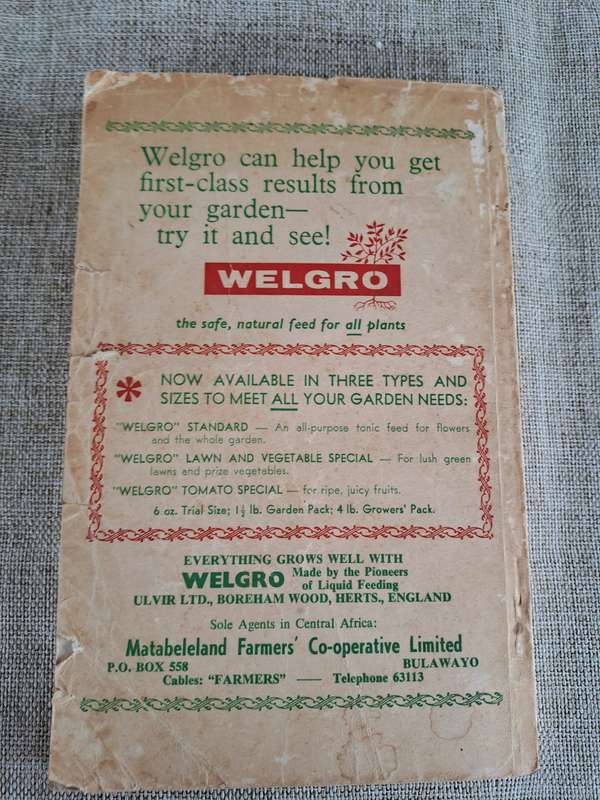 Welgro can help you get
first-class results from
your garden—
try it and see!
WELGRO
the safe, natural feed for all plants
* NOW AVAILABLE IN THREE TYPES AND
SIZES TO MEET ALL YOUR GARDEN NEEDS:
"WELGRO" STANDARD — An all-purpose tonic feed for flowers
and the whole garden.
"WELGRO" LAWN AND VEGETABLE SPECIAL — For lush green
lawns and prize vegetables.
"WELGRO" TOMATO SPECIAL — for ripe, juicy fruits.
6 oz. Trial Size; 1½ lb. Garden Pack; 4 lb. Growers' Pack.
EVERYTHING GROWS WELL WITH
WELGRO Made by the Pioneers
of Liquid Feeding
ULVIR LTD., BOREHAM WOOD, HERTS., ENGLAND
Sole Agents in Central Africa:
Matabeleland Farmers' Co-operative Limited
P.O. BOX 558 BULAWAYO
Cables: "FARMERS" — Telephone 63113